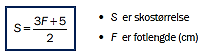 S = (3F + 5) / 2
• S er skostørrelse
• F er fotlengde (cm)